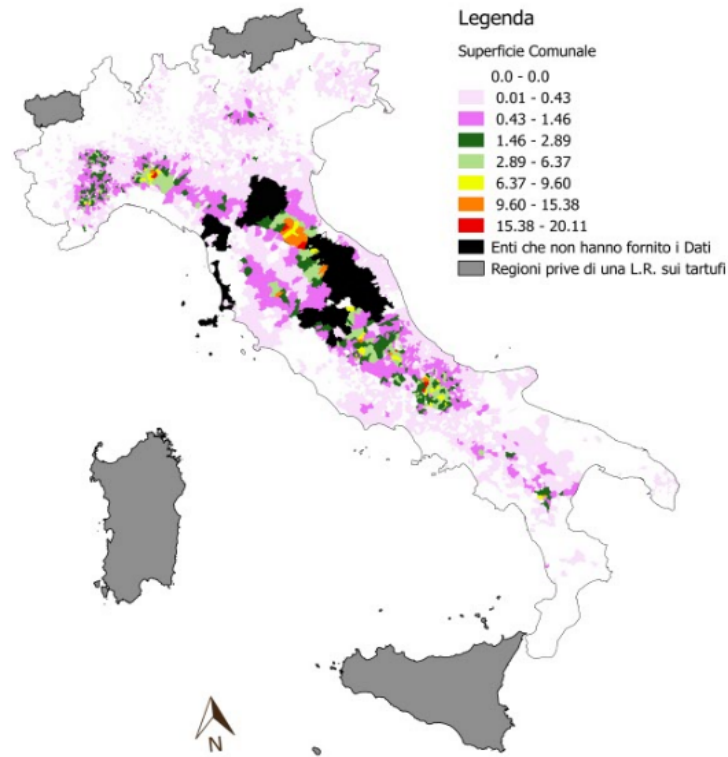 Legenda
Superficie Comunale
0.0 - 0.0
0.01 - 0.43
0.43 - 1.46
1.46 - 2.89
2.89 - 6.37
6.37 - 9.60
9.60 - 15.38
15.38 - 20.11
Enti che non hanno fornito i Dati
Regioni prive di una L.R. sui tartufi
N